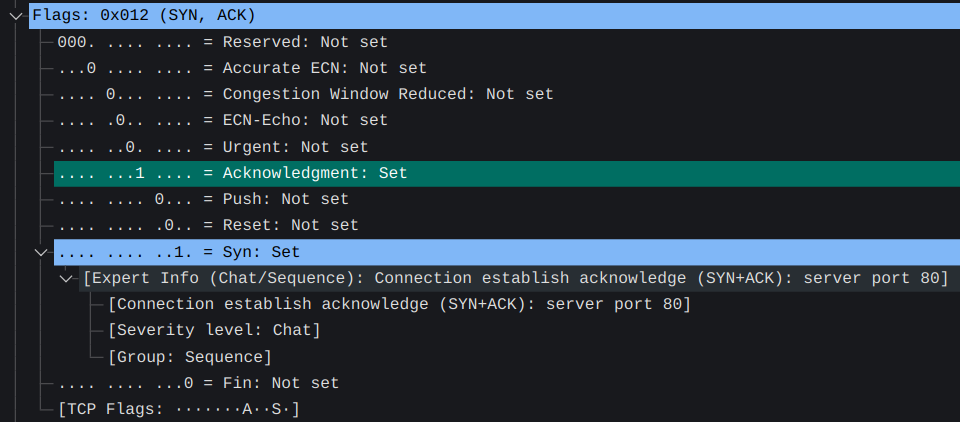 Flags: 0x012 (SYN, ACK)
000. .... .... = Reserved: Not set
...0 .... .... = Accurate ECN: Not set
.... 0... .... = Congestion Window Reduced: Not set
.... .0.. .... = ECN-Echo: Not set
.... ..0. .... = Urgent: Not set
.... ...1 .... = Acknowledgment: Set
.... .... 0... = Push: Not set
.... .... .0.. = Reset: Not set
.... .... ..1. = Syn: Set
[Expert Info (Chat/Sequence): Connection establish acknowledge (SYN+ACK): server port 80]
[Connection establish acknowledge (SYN+ACK): server port 80]
[Severity level: Chat]
[Group: Sequence]
.... .... ...0 = Fin: Not set
[TCP Flags: ·······A··S·]